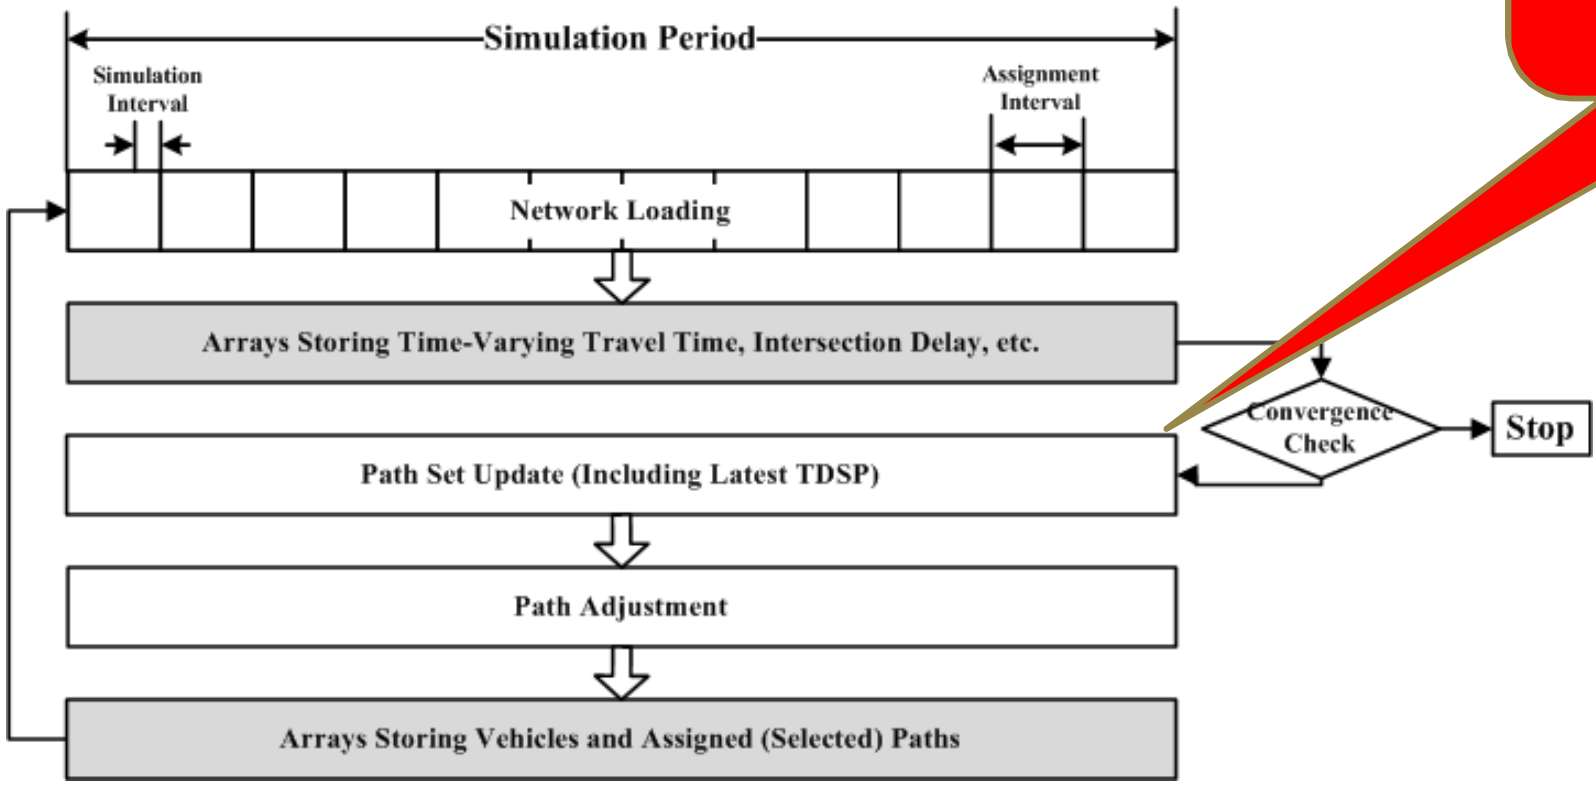 Simulation Period
Simulation
Interval
Assignment
Interval
Network Loading
Arrays Storing Time-Varying Travel Time, Intersection Delay, etc.
Convergence
Check
Stop
Path Set Update (Including Latest TDSP)
Path Adjustment
Arrays Storing Vehicles and Assigned (Selected) Paths